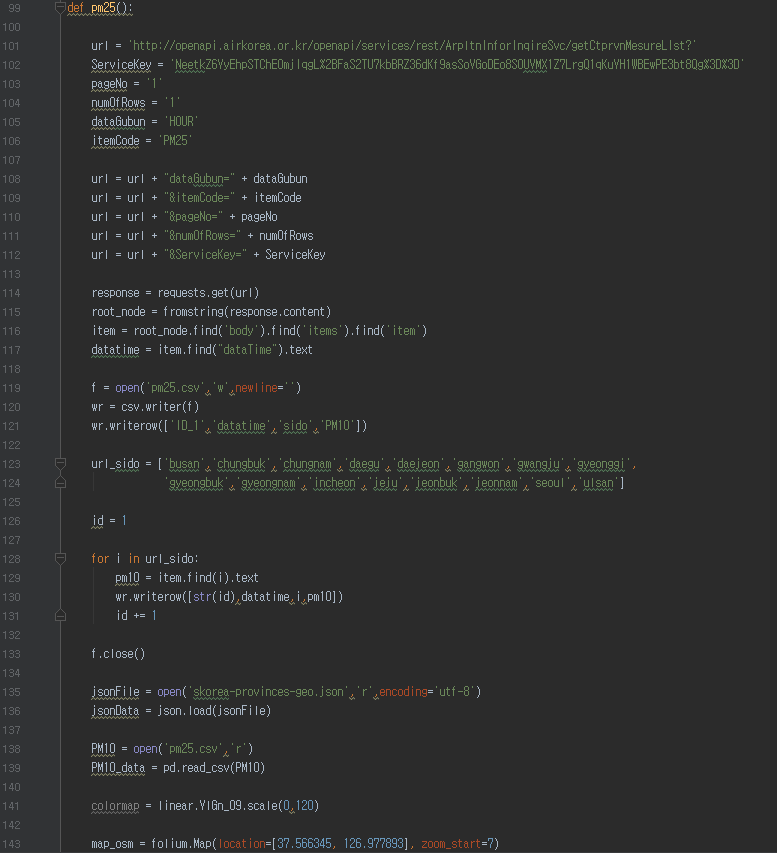 99 def pm25():
100
101 url = 'http://openapi.airkorea.or.kr/openapi/services/rest/ArpltnInforInqireSvc/getCtprvnMesureLIst?'
102 ServiceKey =
103 pageNo = '1'
104 numOfRows = '1'
105 dataGubun = 'HOUR'
106 itemCode = 'PM25'
107
108 url = url + "dataGubun=" + dataGubun
109 url = url + "&itemCode=" + itemCode
110 url = url + "&pageNo=" + pageNo
111 url = url + "&numOfRows=" + numOfRows
112 url = url + "&ServiceKey=" + ServiceKey
113
114 response = requests.get(url)
115 root_node = fromstring(response.content)
116 item = root_node.find('body').find('items').find('item')
117 datatime = item.find("dataTime").text
118
119 f = open('pm25.csv','w',newline='')
120 wr = csv.writer(f)
121 wr.writerow(['ID_1','datatime','sido','PM10'])
122
123 url_sido = ['busan','chungbuk','chungnam','daegu','daejeon','gangwon','gwangju','gyeonggi',
124 'gyeongbuk','gyeongnam','incheon','jeju','jeonbuk','jeonnam','seoul','ulsan']
125
126 id = 1
127
128 for i in url_sido:
129 pm10 = item.find(i).text
130 wr.writerow([str(id),datatime,i,pm10])
131 id += 1
132
133 f.close()
134
135 jsonFile = open('skorea-provinces-geo.json','r',encoding='utf-8')
136 jsonData = json.load(jsonFile)
137
138 PM10 = open('pm25.csv','r')
139 PM10_data = pd.read_csv(PM10)
140
141 colormap = linear.YlGn_09.scale(0,120)
142
143 map_osm = folium.Map(location=[37.566345, 126.977893], zoom_start=7)